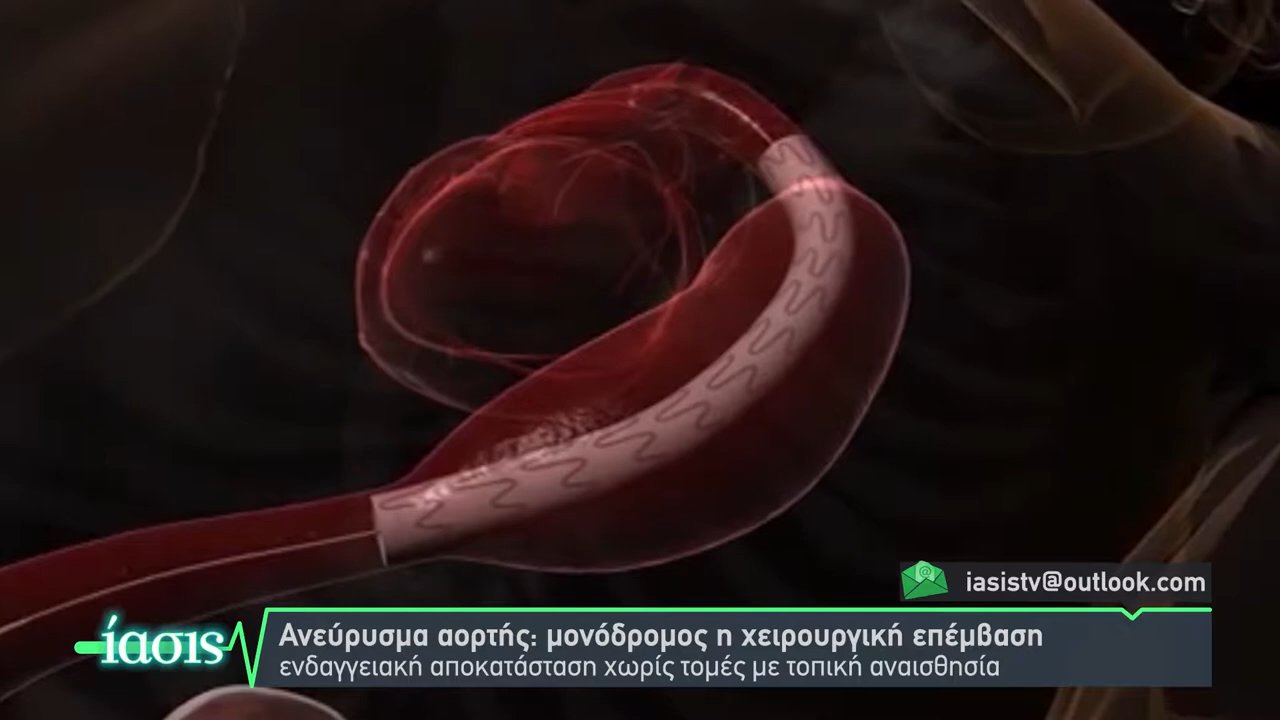 iasistv@outlook.com
ίασις
Ανεύρυσμα αορτής: μονόδρομος η χειρουργική επέμβαση
ενδαγγειακή αποκατάσταση χωρίς τομές με τοπική αναισθησία